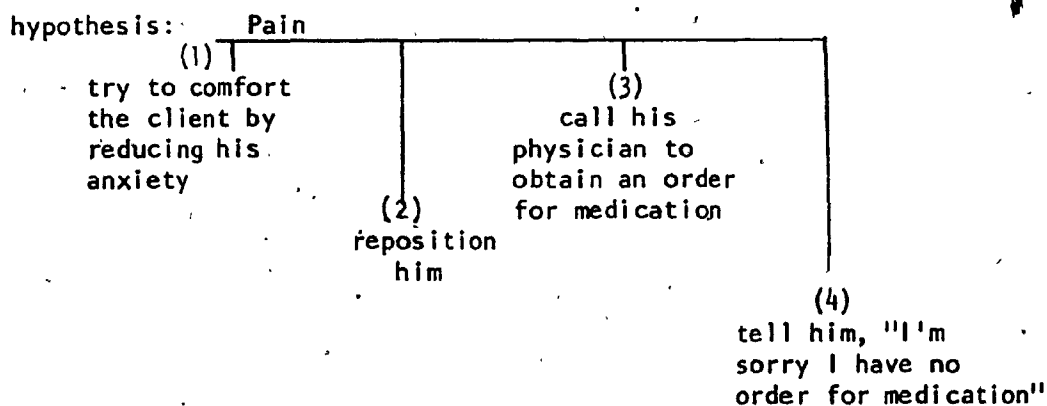 hypothesis: Pain
(1)
try to comfort
the client by
reducing his
anxiety
(2)
reposition
him
(3)
call his
physician to
obtain an order
for medication
(4)
tell him, "I'm
sorry I have no
order for medication"